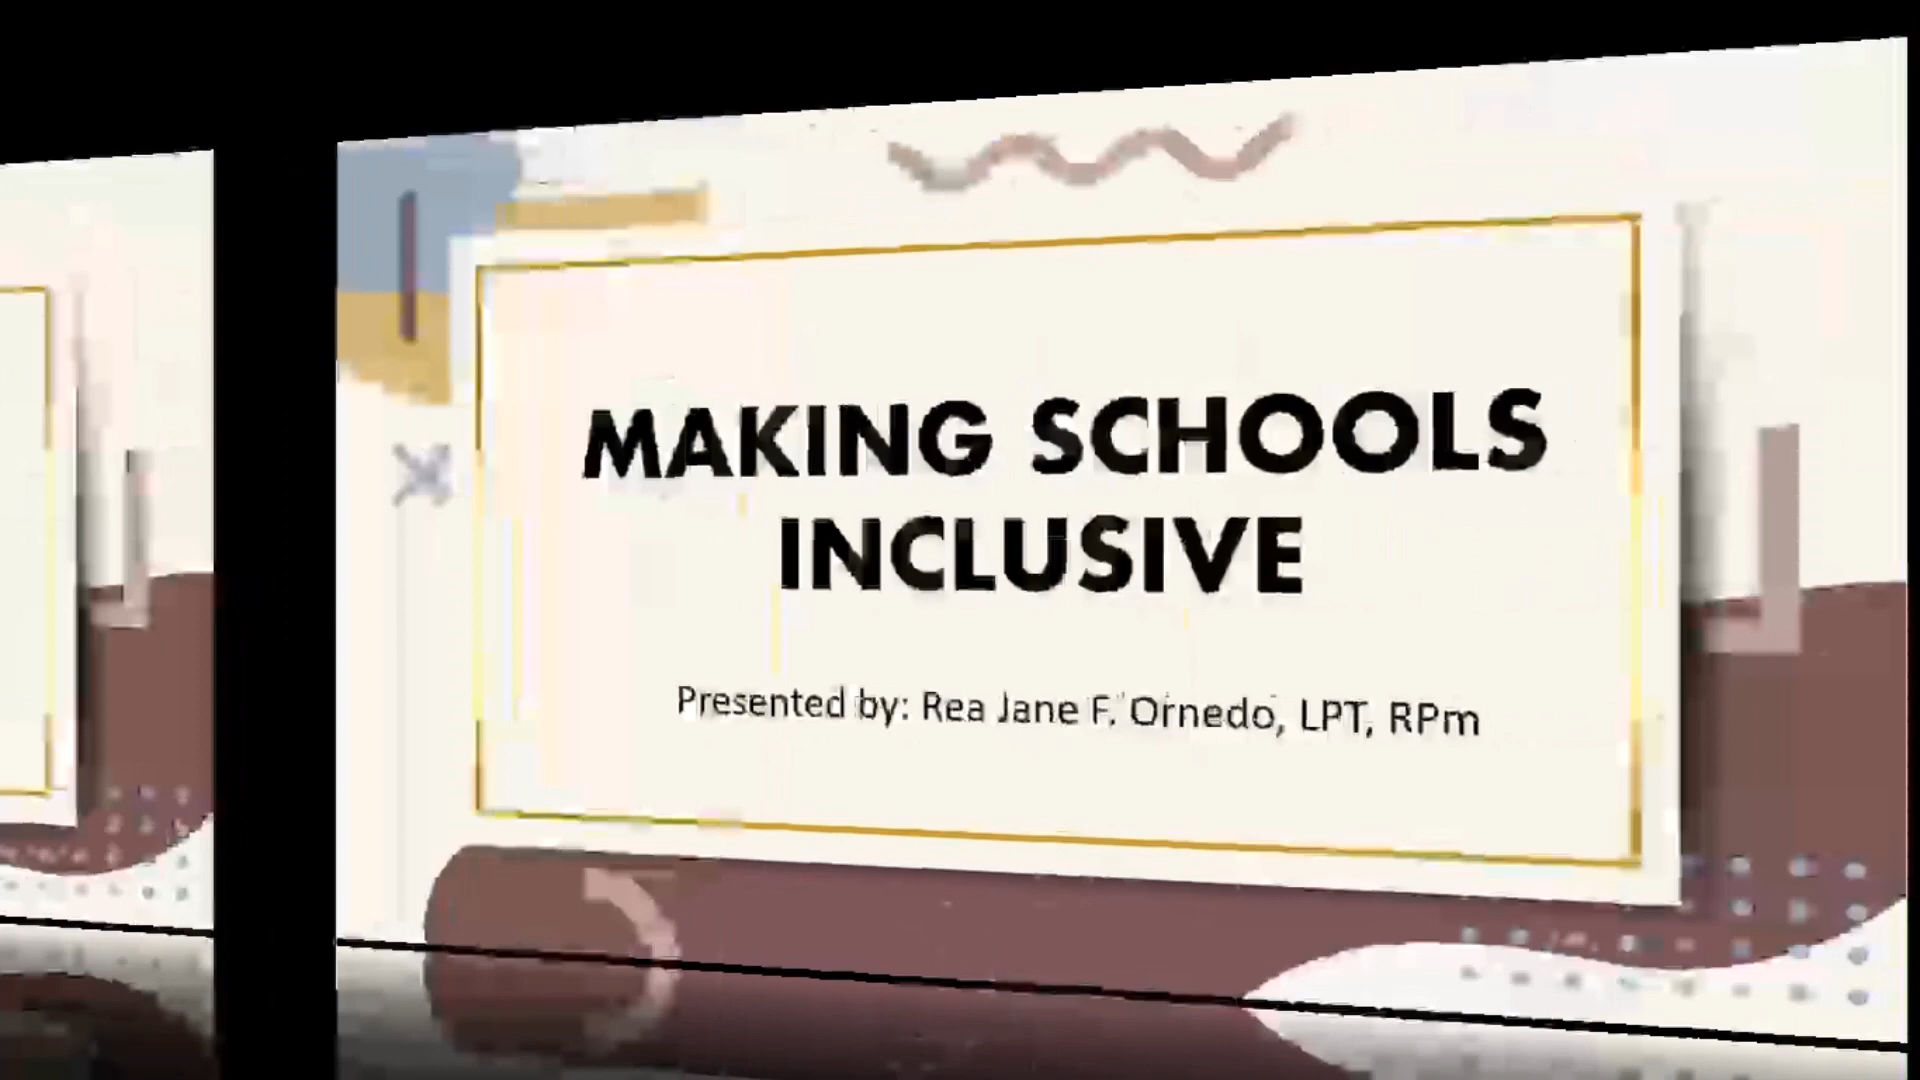 MAKING SCHOOLS
INCLUSIVE
Presented by: Rea Jane F. Ornedo, LPT, RPm